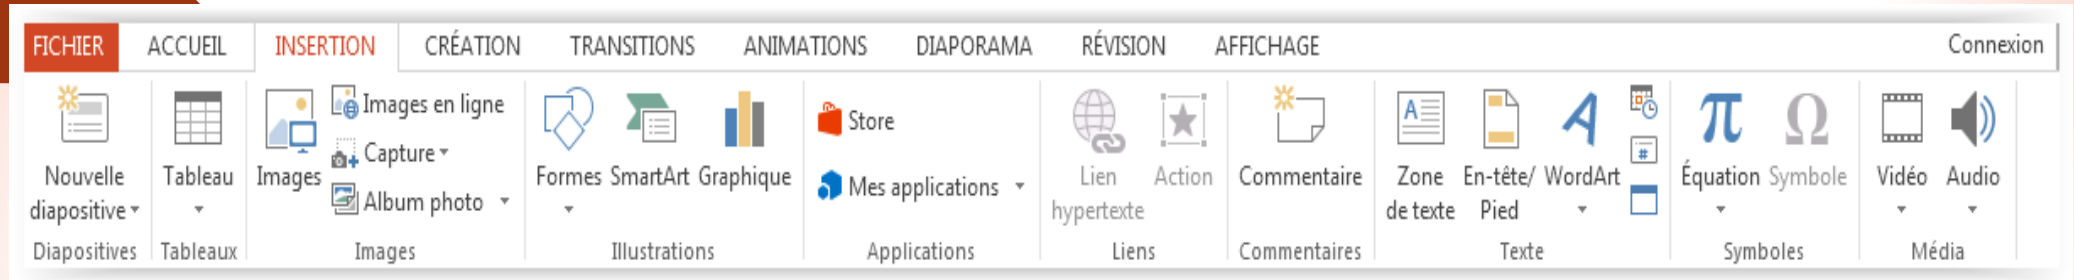 FICHIER ACCUEIL INSERTION CRÉATION TRANSITIONS ANIMATIONS DIAPORAMA RÉVISION AFFICHAGE Connexion
Nouvelle
diapositive
Diapositives
Tableau
Tableaux
Images
Images en ligne
Capture
Album photo
Images
Formes
SmartArt
Graphique
Illustrations
Store
Mes applications
Applications
Lien
hypertexte
Action
Liens
Commentaire
Commentaires
Zone
de texte
En-tête/
Pied
WordArt
Texte
Équation
Symbole
Symboles
Vidéo
Audio
Média